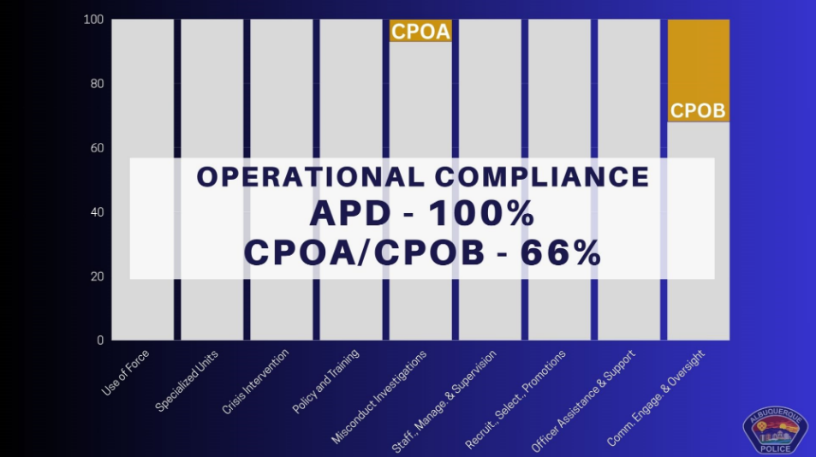 100
CPOA
80
CPOB
60
OPERATIONAL COMPLIANCE
APD - 100%
40
CPOA/CPOB - 66%
20
0
Use of Force
Specialized Units
Crisis Intervention
Policy and Training
Misconduct Investigations
Staff., Manage. & Supervision
Recruit., Select., Promotions
Officer Assistance & Support
Comm. Engage. & Oversight
ALBUQUERQUE
POLICE